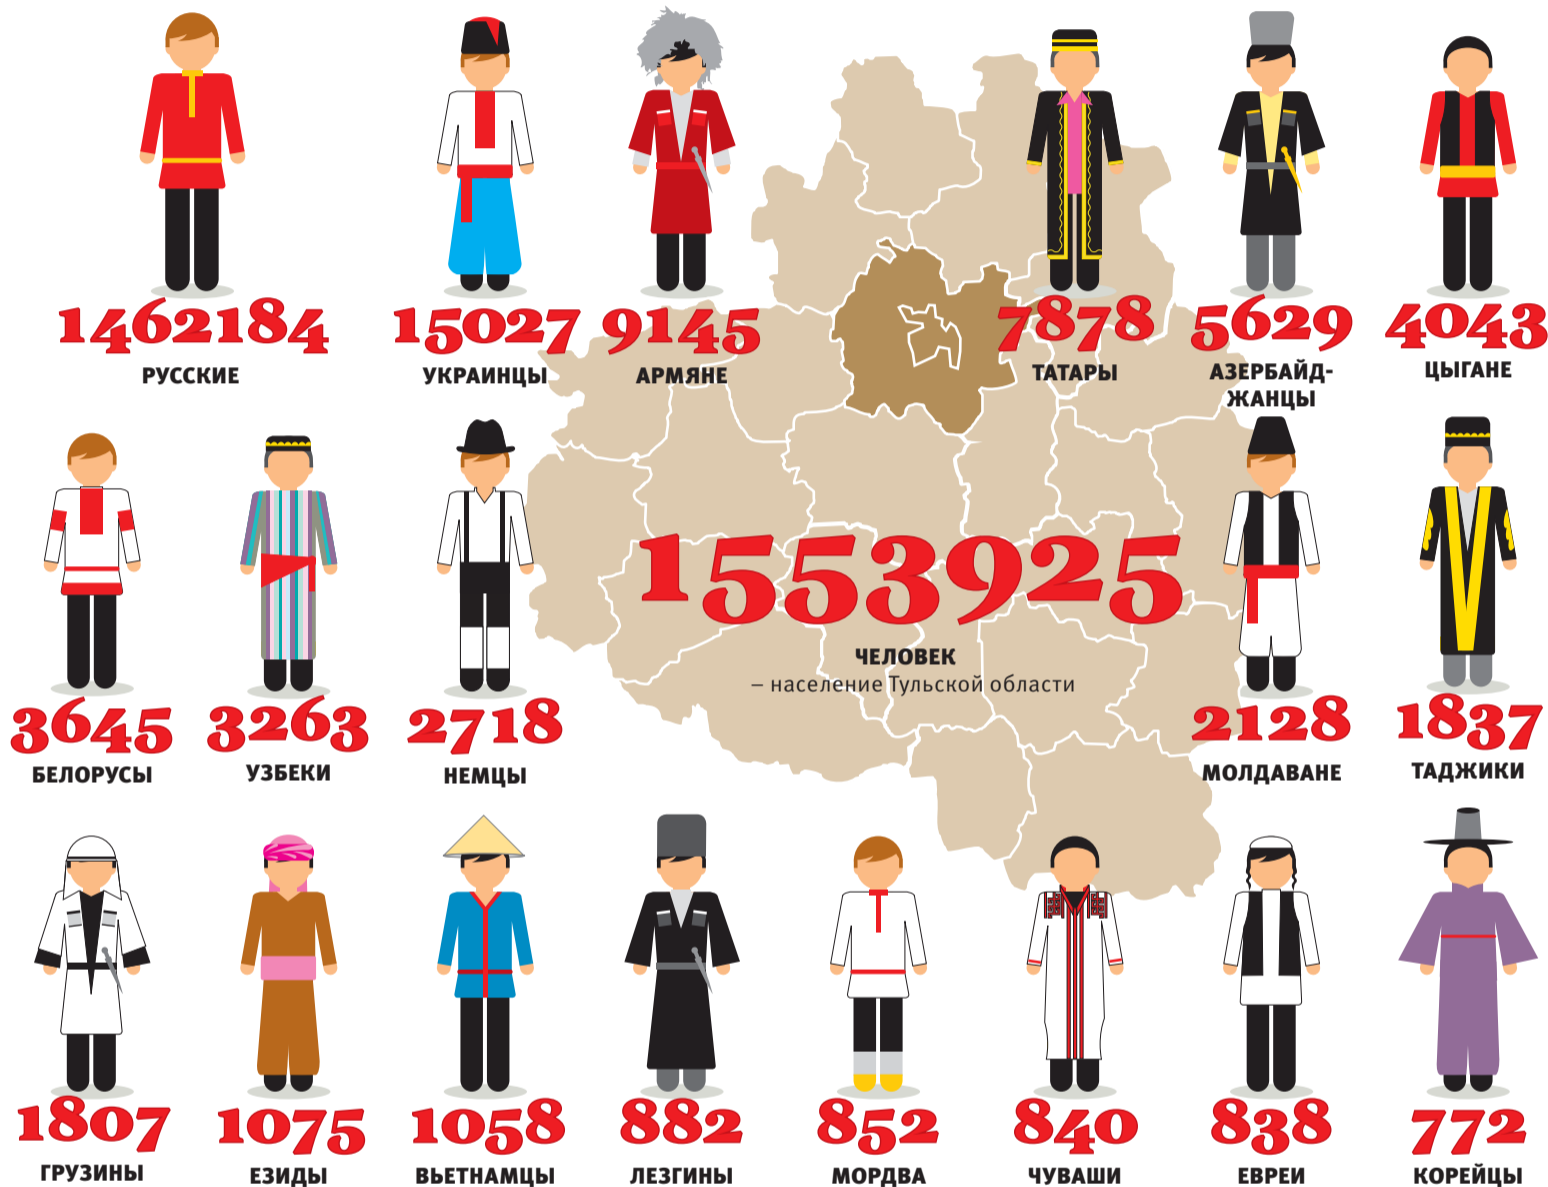 1462184
РУССКИЕ
15027
УКРАИНЦЫ
9145
АРМЯНЕ
7878
ТАТАРЫ
5629
АЗЕРБАЙД-
ЖАНЦЫ
4043
ЦЫГАНЕ
3645
БЕЛОРУСЫ
3263
УЗБЕКИ
2718
НЕМЦЫ
1553925
ЧЕЛОВЕК
– население Тульской области
2128
МОЛДАВАНЕ
1837
ТАДЖИКИ
1807
ГРУЗИНЫ
1075
ЕЗИДЫ
1058
ВЬЕТНАМЦЫ
882
ЛЕЗГИНЫ
852
МОРДВА
840
ЧУВАШИ
838
ЕВРЕИ
772
КОРЕЙЦЫ